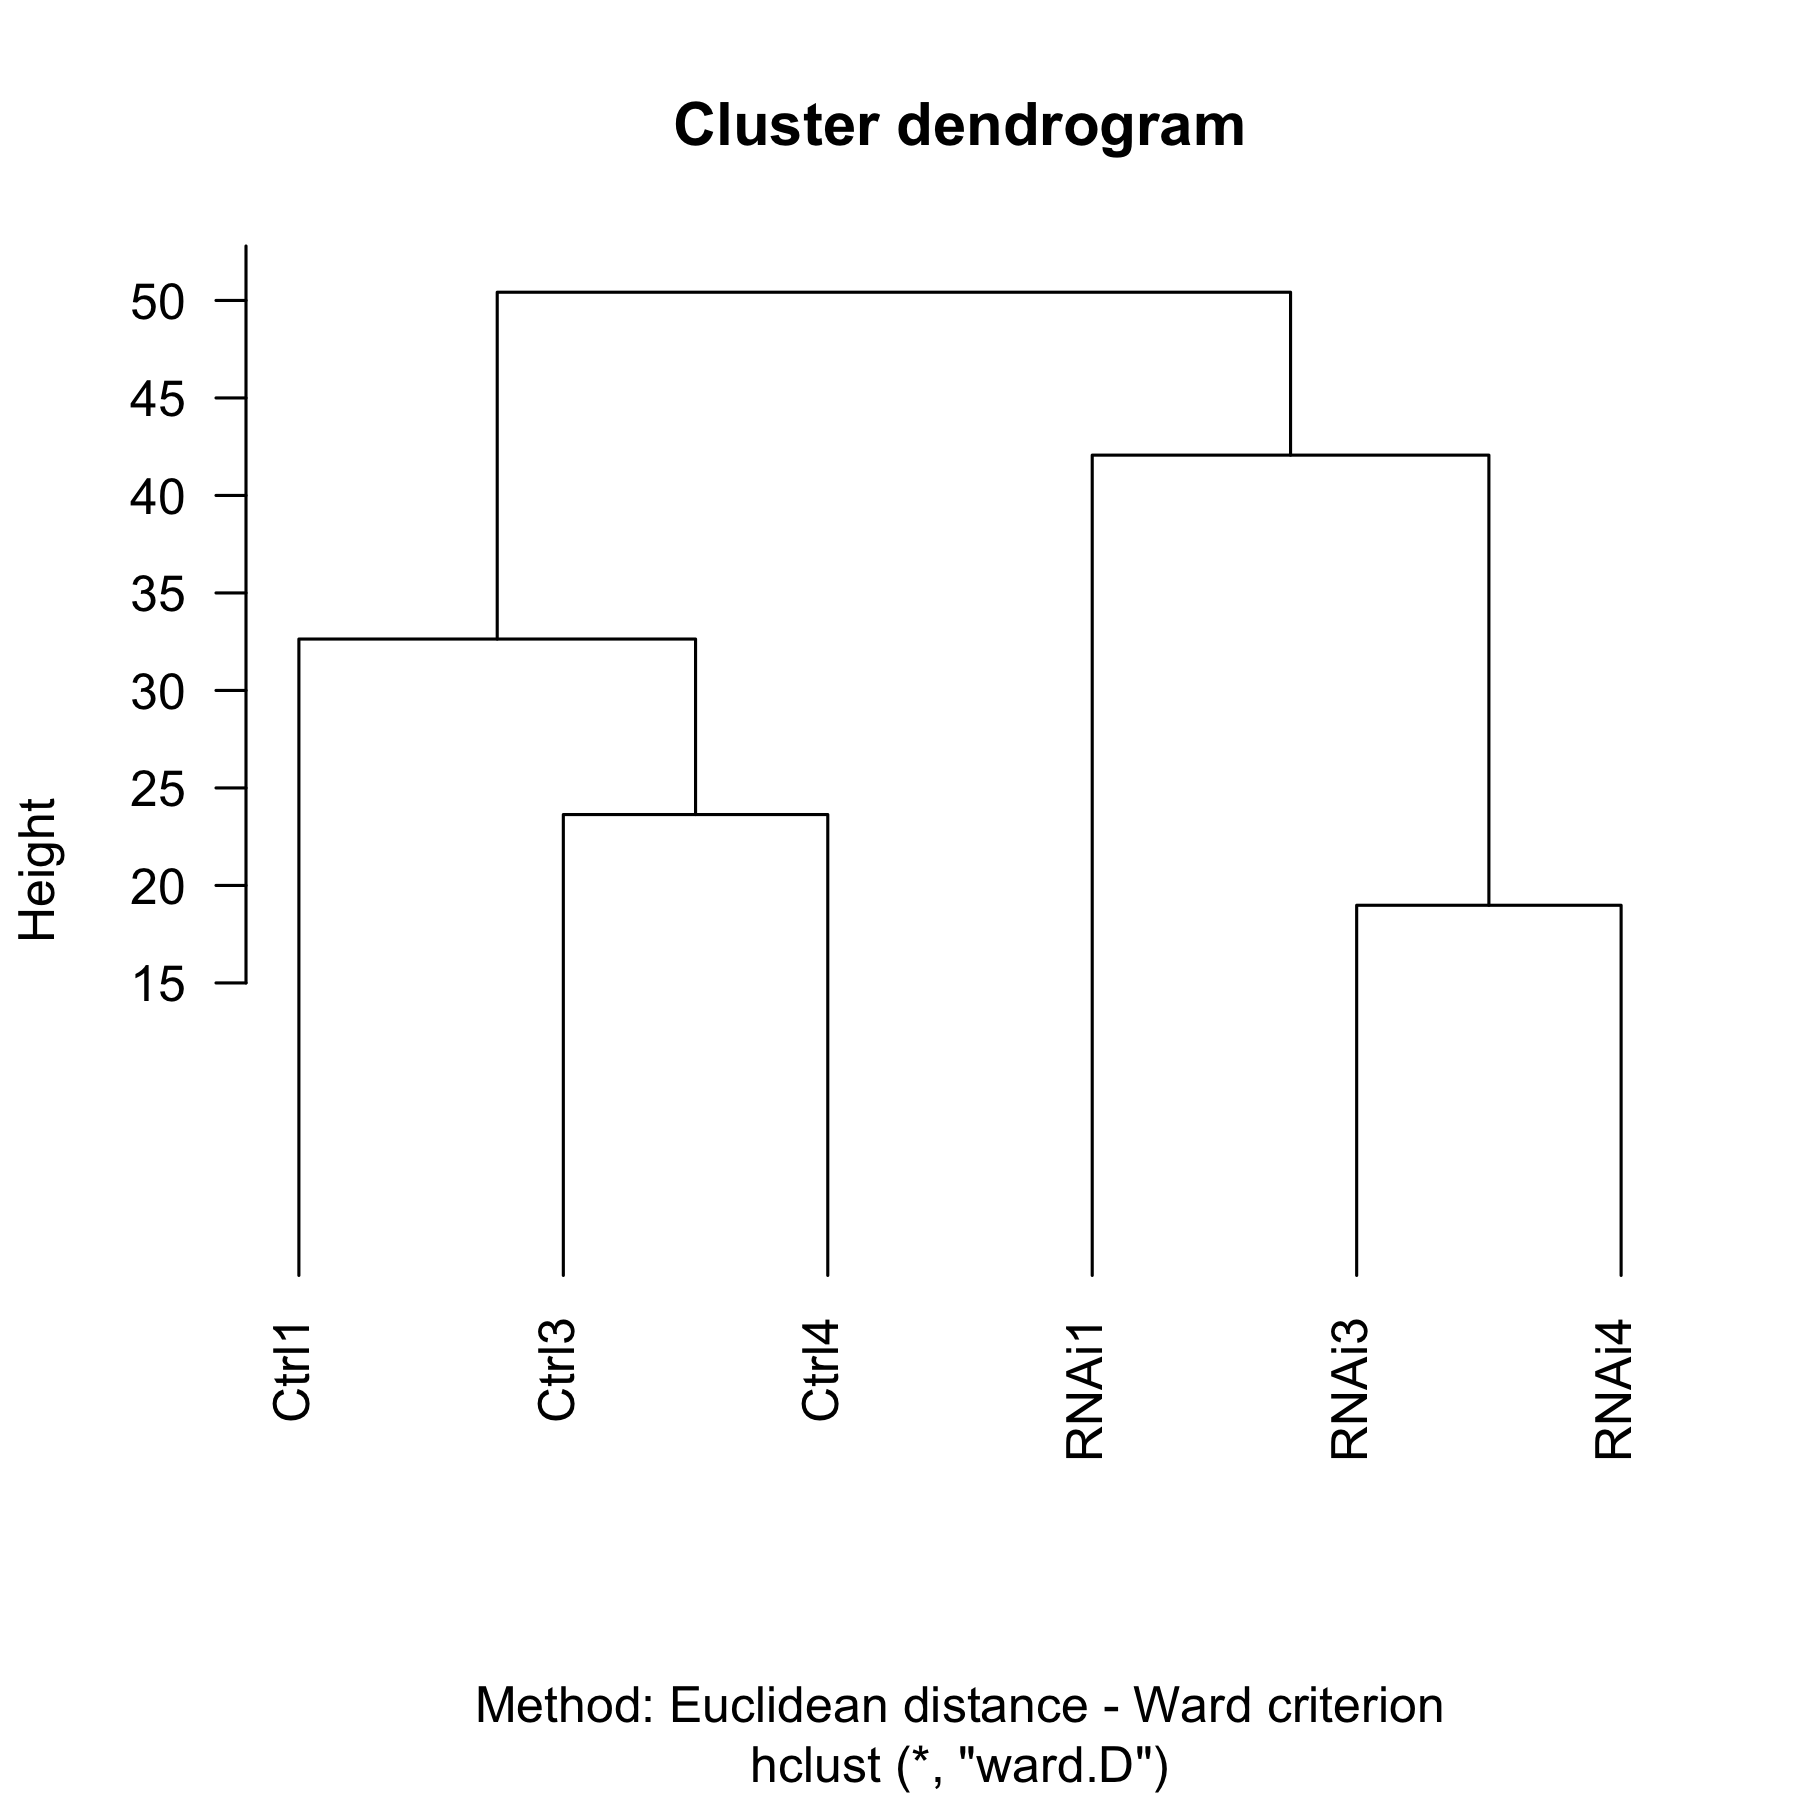 Cluster dendrogram
50
45
40
35
30
25
20
15
Height
Ctrl1
Ctrl3
Ctrl4
RNAi1
RNAi3
RNAi4
Method: Euclidean distance - Ward criterion
hclust (*, "ward.D")